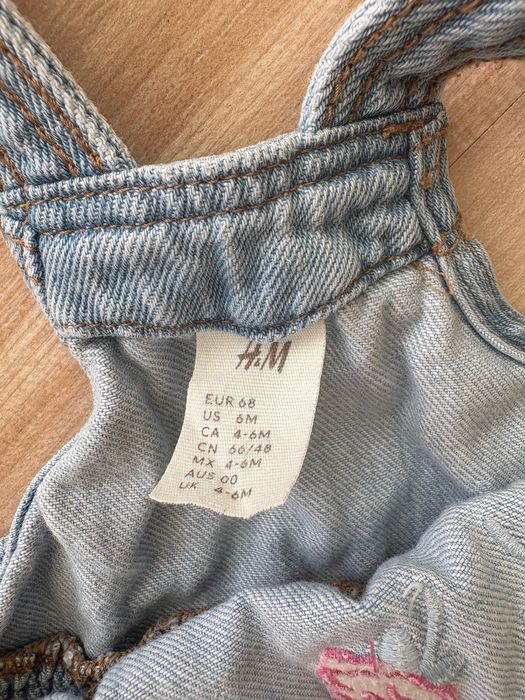 H&M
EUR 68
US 6M
CA 4-6M
CN 66/48
MX 4-6M
AUS 00
UK 4-6M